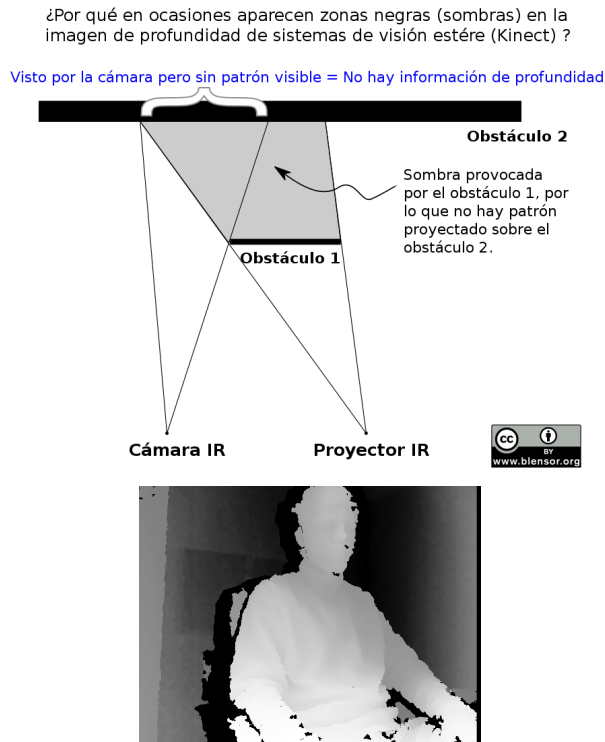 ¿Por qué en ocasiones aparecen zonas negras (sombras) en la
imagen de profundidad de sistemas de visión estére (Kinect) ?
Visto por la cámara pero sin patrón visible = No hay información de profundidad
Obstáculo 2
Sombra provocada
por el obstáculo 1, por
lo que no hay patrón
proyectado sobre el
obstáculo 2.
Obstáculo 1
Cámara IR
Proyector IR
cc
BY
www.blensor.org